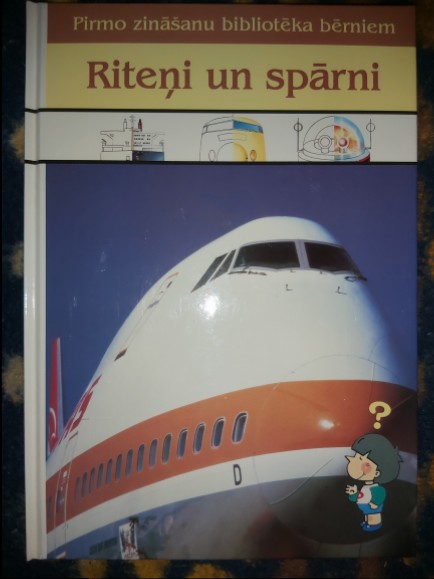 Pirmo zināšanu bibliotēka bērniem
Riteņi un spārni
?
D